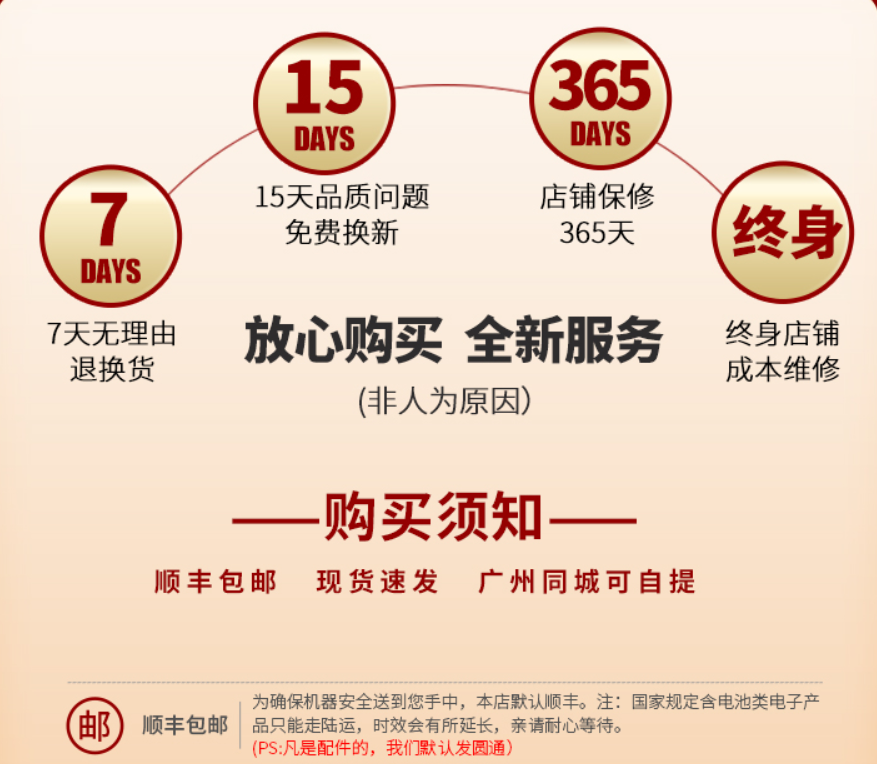 15
DAYS
365
DAYS
7
DAYS
终身
15天品质问题
免费换新
店铺保修
365天
7天无理由
退换货
终身店铺
成本维修
放心购买 全新服务
(非人为原因)
购买须知
顺丰包邮 现货速发 广州同城可自提
邮
顺丰包邮
为确保机器安全送到您手中，本店默认顺丰。注：国家规定含电池类电子产
品只能走陆运，时效会有所延长，亲请耐心等待。
(PS:凡是配件的，我们默认发圆通)